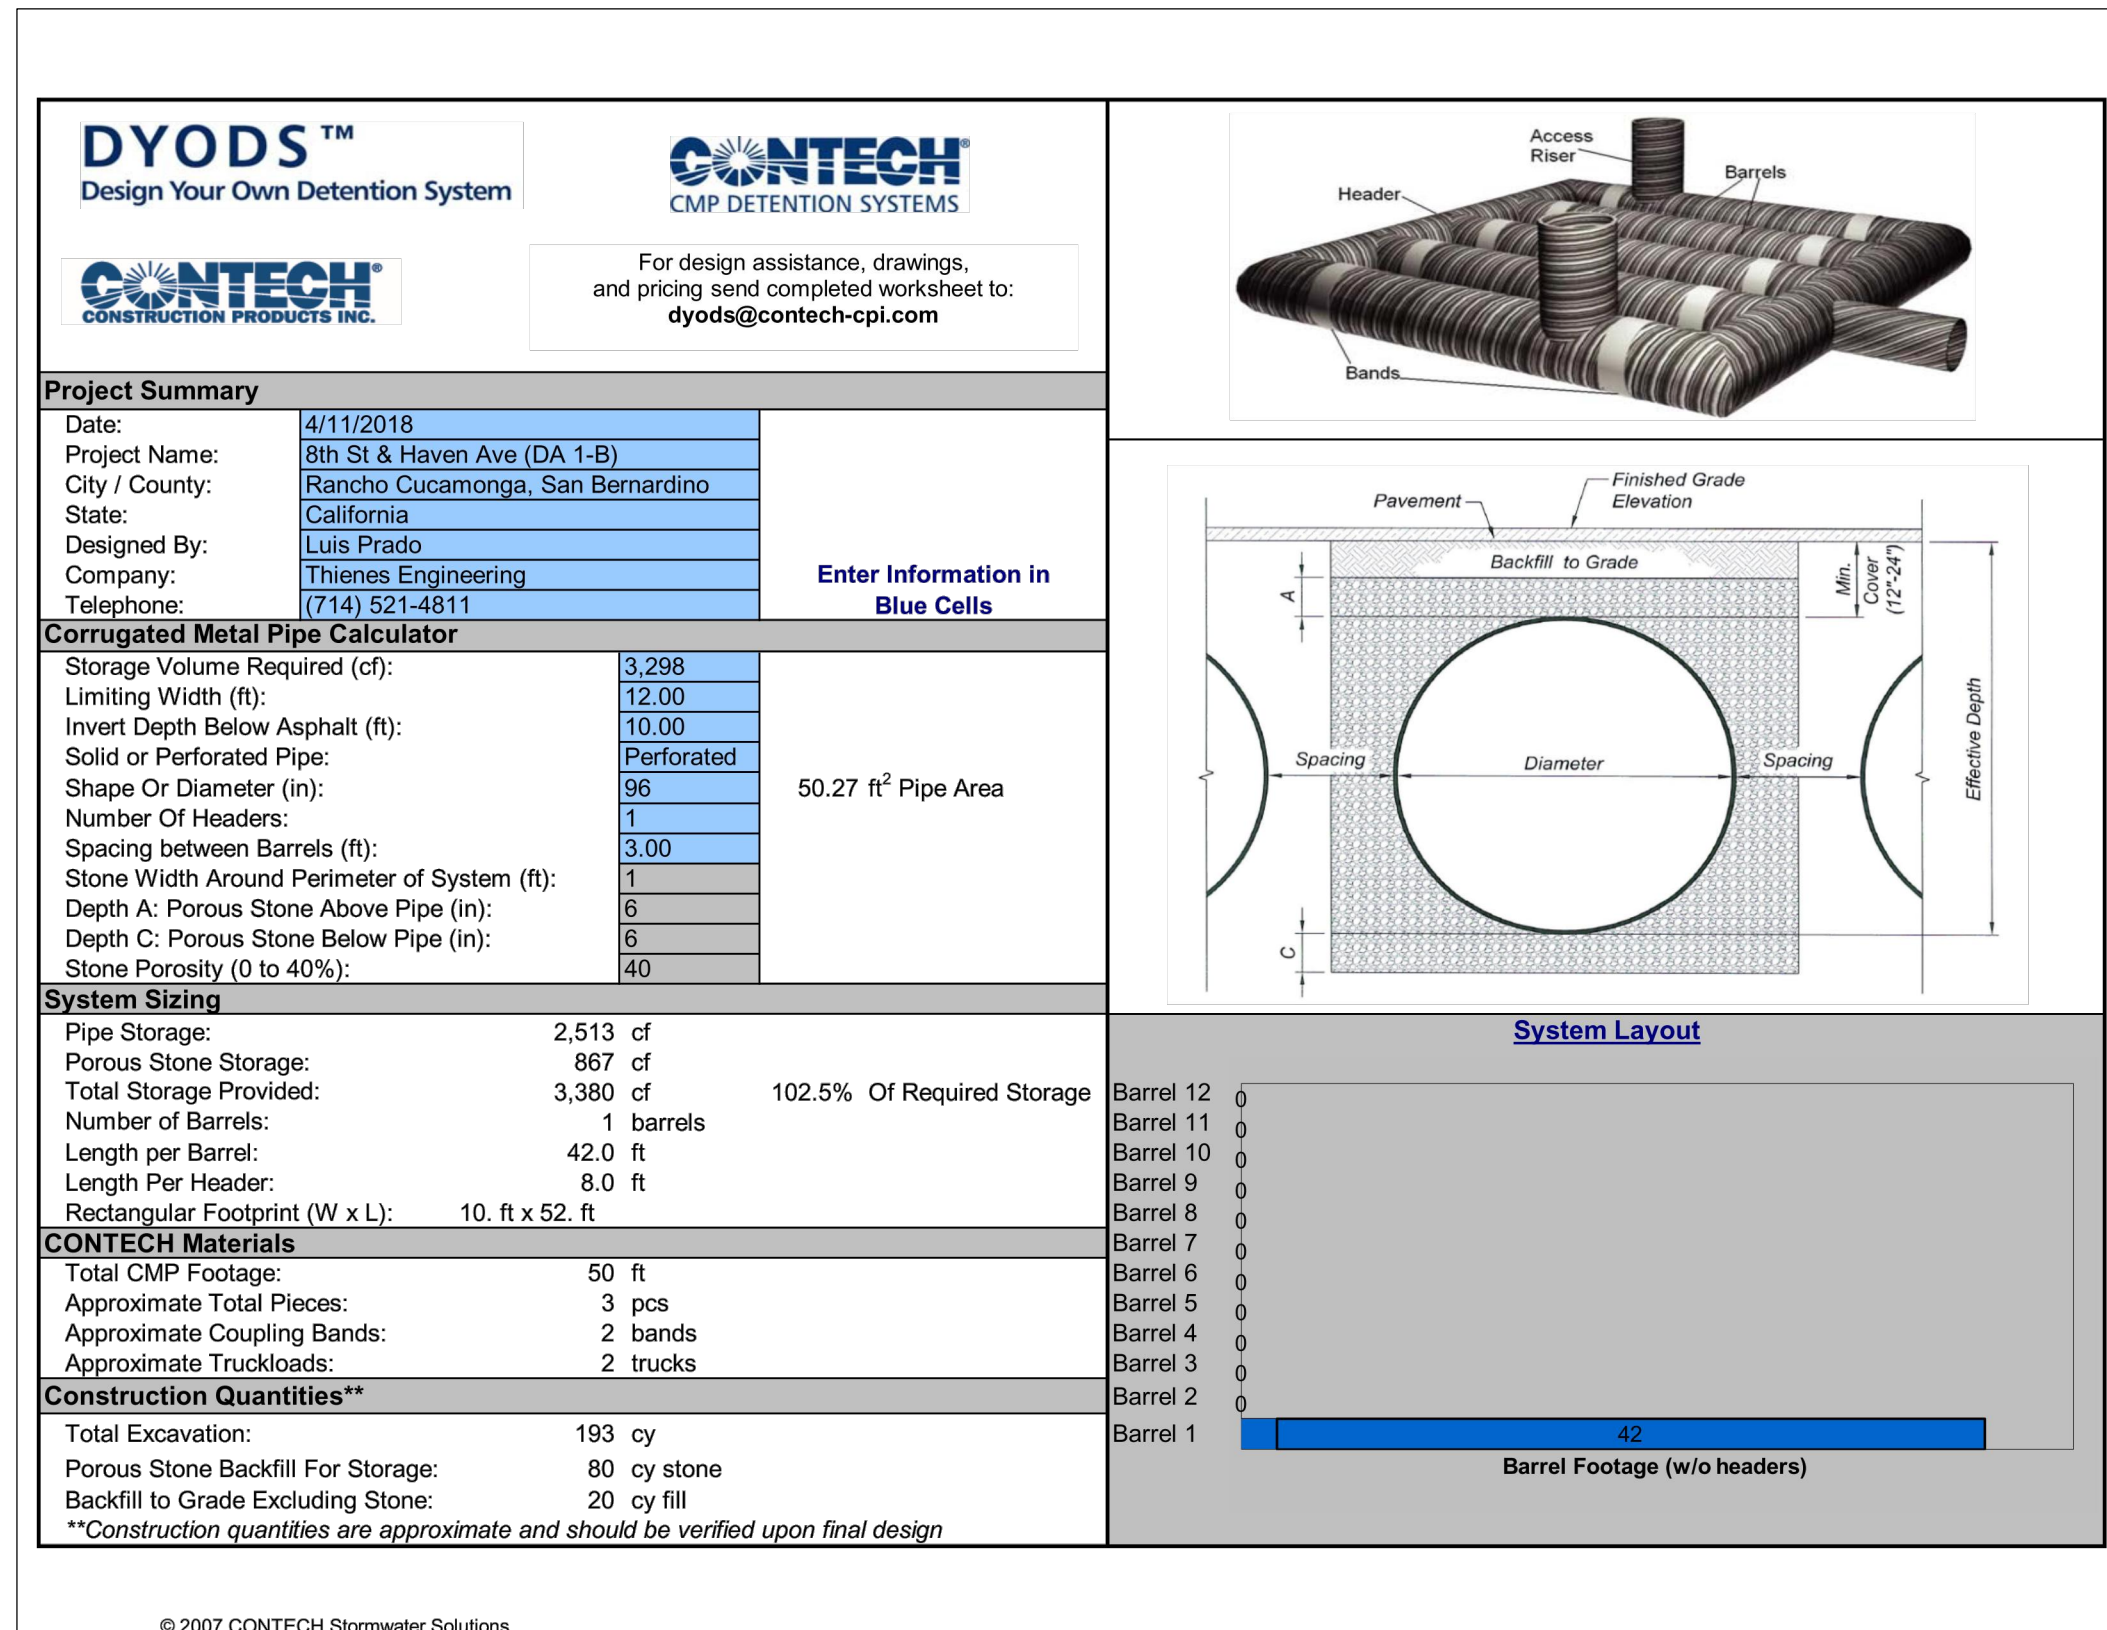 DYODS™
Design Your Own Detention System
CONTECH®
CMP DETENTION SYSTEMS
CONTECH®
CONSTRUCTION PRODUCTS INC.
For design assistance, drawings,
and pricing send completed worksheet to:
dyods@contech-cpi.com
Access
Riser
Barrels
Header
Bands
Project Summary
Date: 4/11/2018
Project Name: 8th St & Haven Ave (DA 1-B)
City / County: Rancho Cucamonga, San Bernardino
State: California
Designed By: Luis Prado
Company: Thienes Engineering
Telephone: (714) 521-4811
Enter Information in
Blue Cells
Corrugated Metal Pipe Calculator
Storage Volume Required (cf): 3,298
Limiting Width (ft): 12.00
Invert Depth Below Asphalt (ft): 10.00
Solid or Perforated Pipe: Perforated
Shape Or Diameter (in): 96 50.27 ft² Pipe Area
Number Of Headers: 1
Spacing between Barrels (ft): 3.00
Stone Width Around Perimeter of System (ft): 1
Depth A: Porous Stone Above Pipe (in): 6
Depth C: Porous Stone Below Pipe (in): 6
Stone Porosity (0 to 40%): 40
Finished Grade
Elevation
Pavement
Backfill to Grade
A
Min.
Cover
(12"-24")
Spacing
Diameter
Spacing
Effective Depth
C
System Sizing
Pipe Storage: 2,513 cf
Porous Stone Storage: 867 cf
Total Storage Provided: 3,380 cf 102.5% Of Required Storage
Number of Barrels: 1 barrels
Length per Barrel: 42.0 ft
Length Per Header: 8.0 ft
Rectangular Footprint (W x L): 10. ft x 52. ft
CONTECH Materials
Total CMP Footage: 50 ft
Approximate Total Pieces: 3 pcs
Approximate Coupling Bands: 2 bands
Approximate Truckloads: 2 trucks
Construction Quantities**
Total Excavation: 193 cy
Porous Stone Backfill For Storage: 80 cy stone
Backfill to Grade Excluding Stone: 20 cy fill
**Construction quantities are approximate and should be verified upon final design
System Layout
Barrel 12 0
Barrel 11 0
Barrel 10 0
Barrel 9 0
Barrel 8 0
Barrel 7 0
Barrel 6 0
Barrel 5 0
Barrel 4 0
Barrel 3 0
Barrel 2 0
Barrel 1 42
Barrel Footage (w/o headers)
© 2007 CONTECH Stormwater Solutions